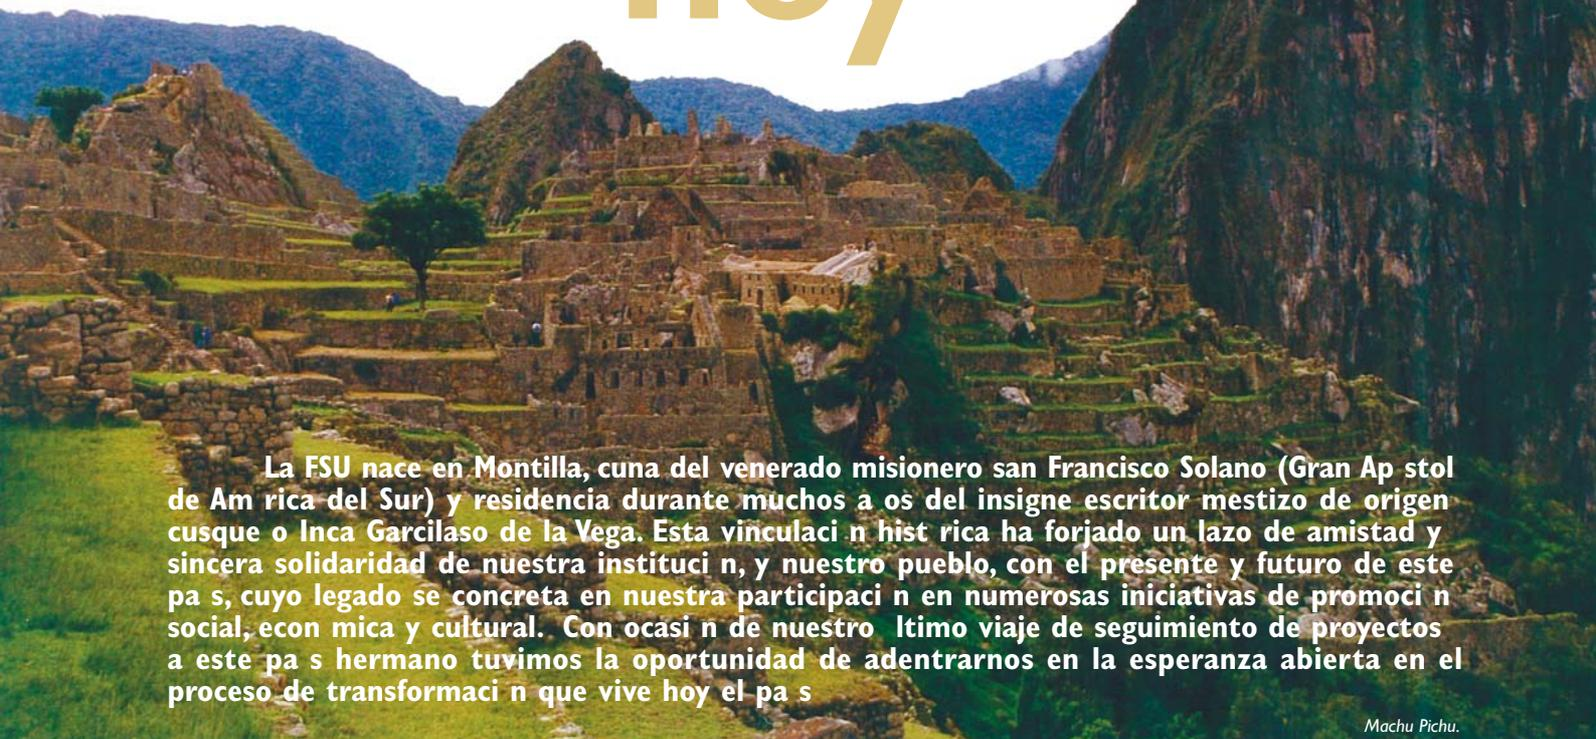 hoy
La FSU nace en Montilla, cuna del venerado misionero san Francisco Solano (Gran Ap stol
de Am rica del Sur) y residencia durante muchos a os del insigne escritor mestizo de origen
cusque o Inca Garcilaso de la Vega. Esta vinculaci n hist rica ha forjado un lazo de amistad y
sincera solidaridad de nuestra instituci n, y nuestro pueblo, con el presente y futuro de este
pa s, cuyo legado se concreta en nuestra participaci n en numerosas iniciativas de promoci n
social, econ mica y cultural. Con ocasi n de nuestro ltimo viaje de seguimiento de proyectos
a este pa s hermano tuvimos la oportunidad de adentrarnos en la esperanza abierta en el
proceso de transformaci n que vive hoy el pa s
Machu Pichu.